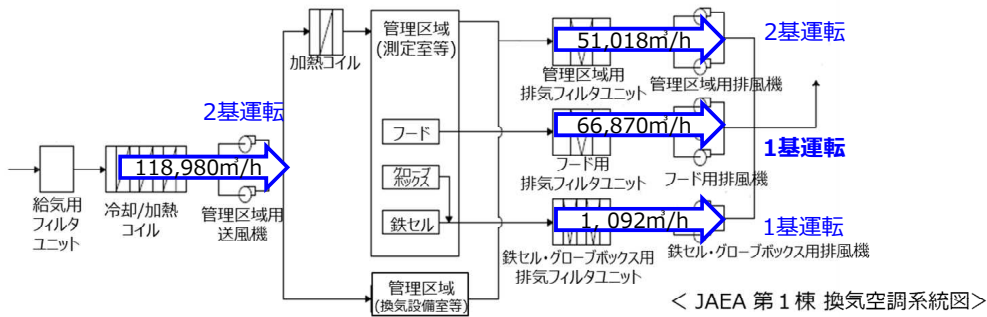 給気用
フィルタ
ユニット
冷却/加熱
コイル
118,980㎥/h
2基運転
管理区域用
送風機
加熱コイル
管理区域
(測定室等)
フード
グローブ
ボックス
鉄セル
管理区域
(換気設備室等)
51,018㎥/h
2基運転
管理区域用
排気フィルタユニット
管理区域用排風機
66,870㎥/h
1基運転
フード用
排気フィルタユニット
フード用排風機
1, 092㎥/h
1基運転
鉄セル・グローブボックス用
排気フィルタユニット
鉄セル・グローブボックス用排風機
＜ JAEA 第１棟 換気空調系統図＞